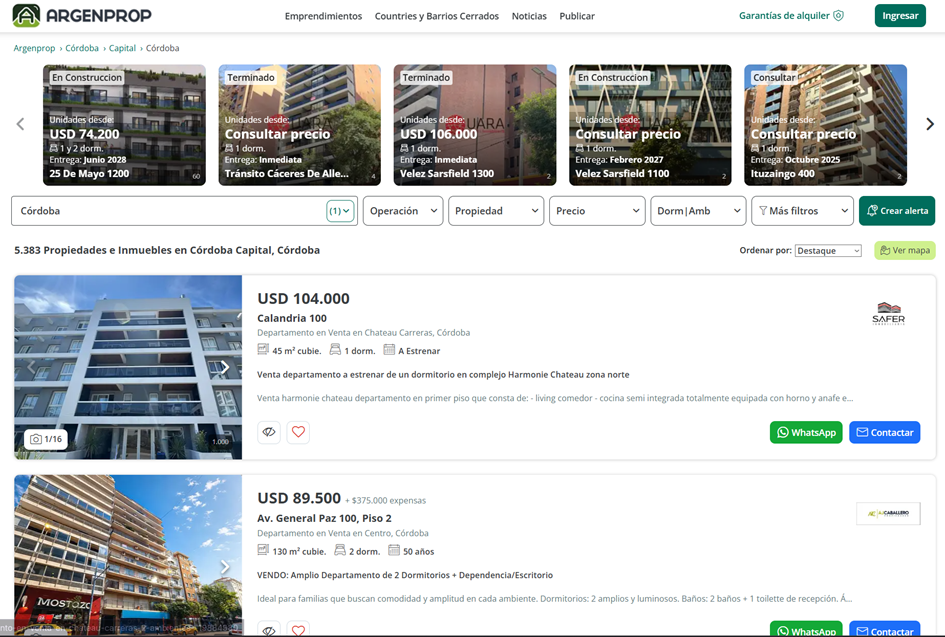 ARGENPROP
Emprendimientos Countries y Barrios Cerrados Noticias Publicar
Garantías de alquiler
Ingresar
Argenprop › Córdoba › Capital › Córdoba
En Construccion
Unidades desde:
USD 74.200
1 y 2 dorm.
Entrega: Junio 2028
25 De Mayo 1200
60
Terminado
Unidades desde:
Consultar precio
1 dorm.
Entrega: Inmediata
Tránsito Cáceres De Alle...
4
Terminado
Unidades desde:
USD 106.000
1 dorm.
Entrega: Inmediata
Velez Sarsfield 1300
2
En Construccion
Unidades desde:
Consultar precio
1 dorm.
Entrega: Febrero 2027
Velez Sarsfield 1100
2
Consultar
Unidades desde:
Consultar precio
1 dorm.
Entrega: Octubre 2025
Ituzaingo 400
2
Córdoba (1) Operación Propiedad Precio Dorm|Amb Más filtros Crear alerta
5.383 Propiedades e Inmuebles en Córdoba Capital, Córdoba
Ordenar por: Destaque Ver mapa
1/16
1.000
USD 104.000
Calandria 100
Departamento en Venta en Chateau Carreras, Córdoba
45 m² cubie. 1 dorm. A Estrenar
Venta departamento a estrenar de un dormitorio en complejo Harmonie Chateau zona norte
Venta harmonie chateau departamento en primer piso que consta de: - living comedor - cocina semi integrada totalmente equipada con horno y anafe e...
SAFER
WhatsApp Contactar
MOSTAZA
USD 89.500 + $375.000 expensas
Av. General Paz 100, Piso 2
Departamento en Venta en Centro, Córdoba
130 m² cubie. 2 dorm. 50 años
VENDO: Amplio Departamento de 2 Dormitorios + Dependencia/Escritorio
Ideal para familias que buscan comodidad y amplitud en cada ambiente. Dormitorios: 2 amplios y luminosos. Baños: 2 baños + 1 toilette de recepción. Á...
CABALLERO
WhatsApp Contactar